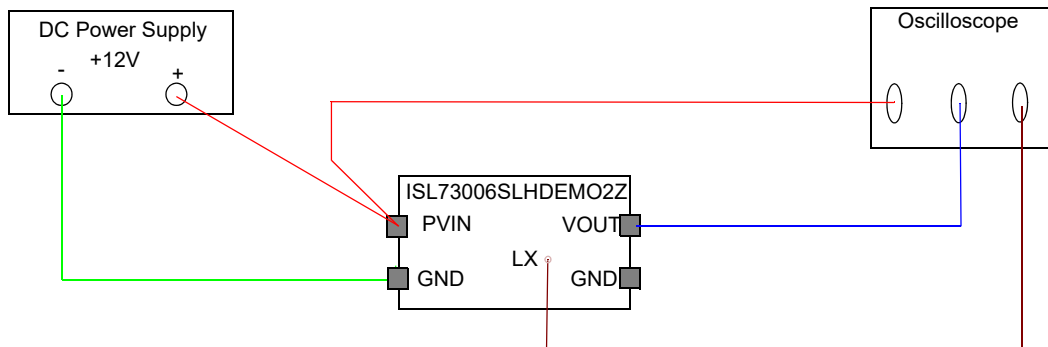 DC Power Supply
+12V
- +
Oscilloscope
ISL73006SLHDEMO2Z
PVIN VOUT
LX
GND GND